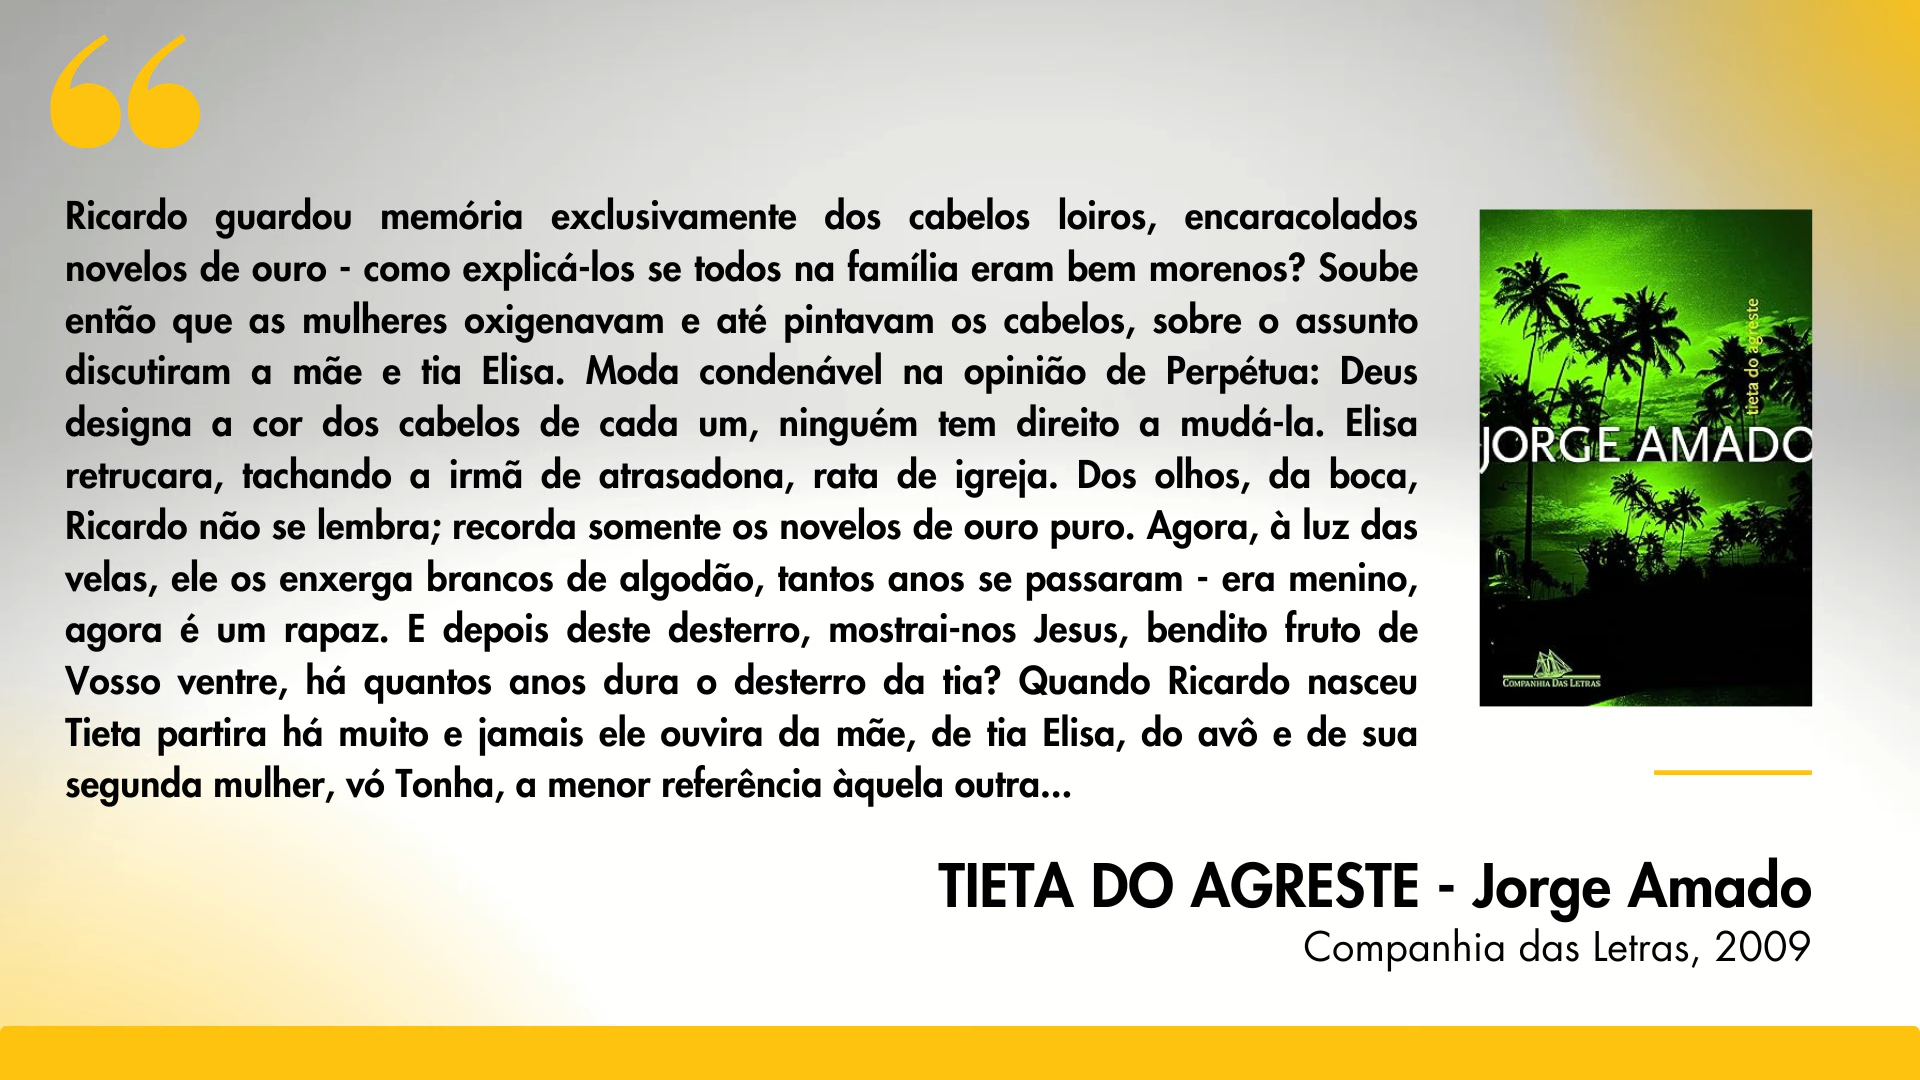 Ricardo guardou memória exclusivamente dos cabelos loiros, encaracolados
novelos de ouro - como explicá-los se todos na família eram bem morenos? Soube
então que as mulheres oxigenavam e até pintavam os cabelos, sobre o assunto
discutiram a mãe e tia Elisa. Moda condenável na opinião de Perpétua: Deus
designa a cor dos cabelos de cada um, ninguém tem direito a mudá-la. Elisa
retrucara, tachando a irmã de atrasadona, rata de igreja. Dos olhos, da boca,
Ricardo não se lembra; recorda somente os novelos de ouro puro. Agora, à luz das
velas, ele os enxerga brancos de algodão, tantos anos se passaram - era menino,
agora é um rapaz. E depois deste desterro, mostrai-nos Jesus, bendito fruto de
Vosso ventre, há quantos anos dura o desterro da tia? Quando Ricardo nasceu
Tieta partira há muito e jamais ele ouvira da mãe, de tia Elisa, do avô e de sua
segunda mulher, vó Tonha, a menor referência àquela outra...
tieta do agreste
JORGE AMADO
COMPANHIA DAS LETRAS
TIETA DO AGRESTE - Jorge Amado
Companhia das Letras, 2009